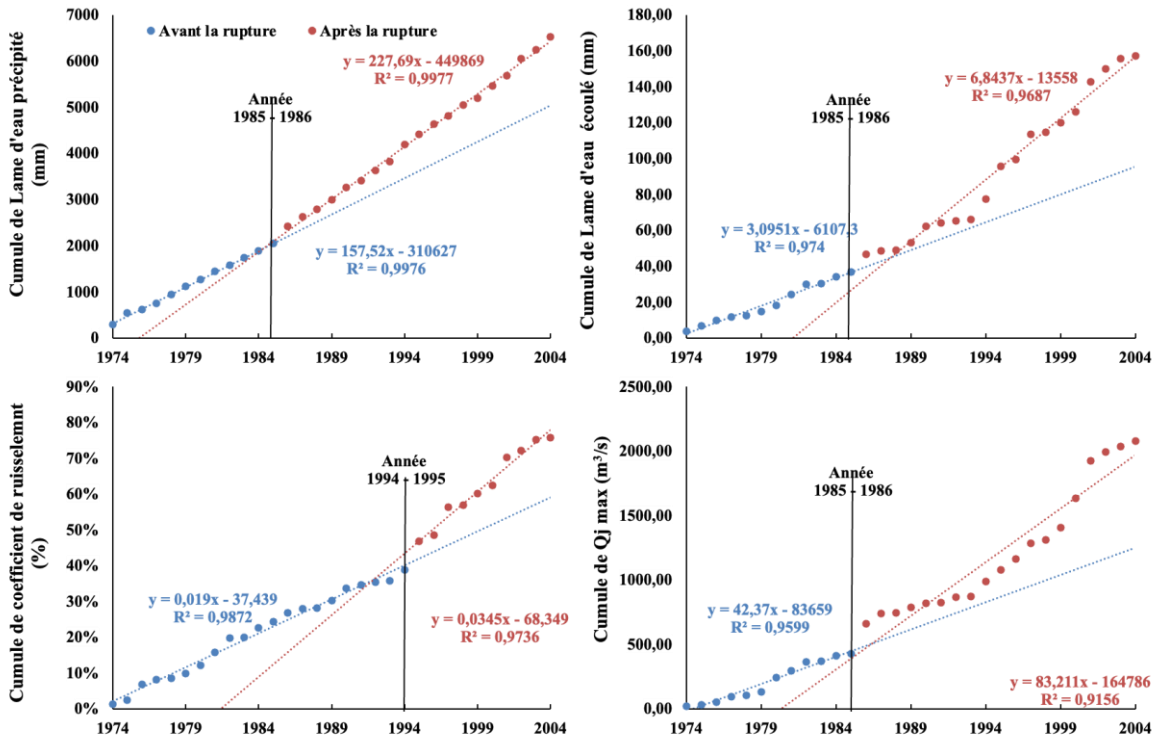 Cumule de Lame d'eau précipité
(mm)
7000
6000
5000
4000
3000
2000
1000
0
Avant la rupture
Après la rupture
y = 227,69x - 449869
R² = 0,9977
Année
1985 - 1986
y = 157,52x - 310627
R² = 0,9976
1974
1979
1984
1989
1994
1999
2004
Cumule de Lame d'eau écoulé (mm)
180,00
160,00
140,00
120,00
100,00
80,00
60,00
40,00
20,00
0,00
y = 6,8437x - 13558
R² = 0,9687
Année
1985 - 1986
y = 3,0951x - 6107,3
R² = 0,974
1974
1979
1984
1989
1994
1999
2004
Cumule de coefficient de ruisselemnt
(%)
90%
80%
70%
60%
50%
40%
30%
20%
10%
0%
Année
1994 - 1995
y = 0,019x - 37,439
R² = 0,9872
y = 0,0345x - 68,349
R² = 0,9736
1974
1979
1984
1989
1994
1999
2004
Cumule de Qj max (m³/s)
2500,00
2000,00
1500,00
1000,00
500,00
0,00
Année
1985 - 1986
y = 42,37x - 83659
R² = 0,9599
y = 83,211x - 164786
R² = 0,9156
1974
1979
1984
1989
1994
1999
2004